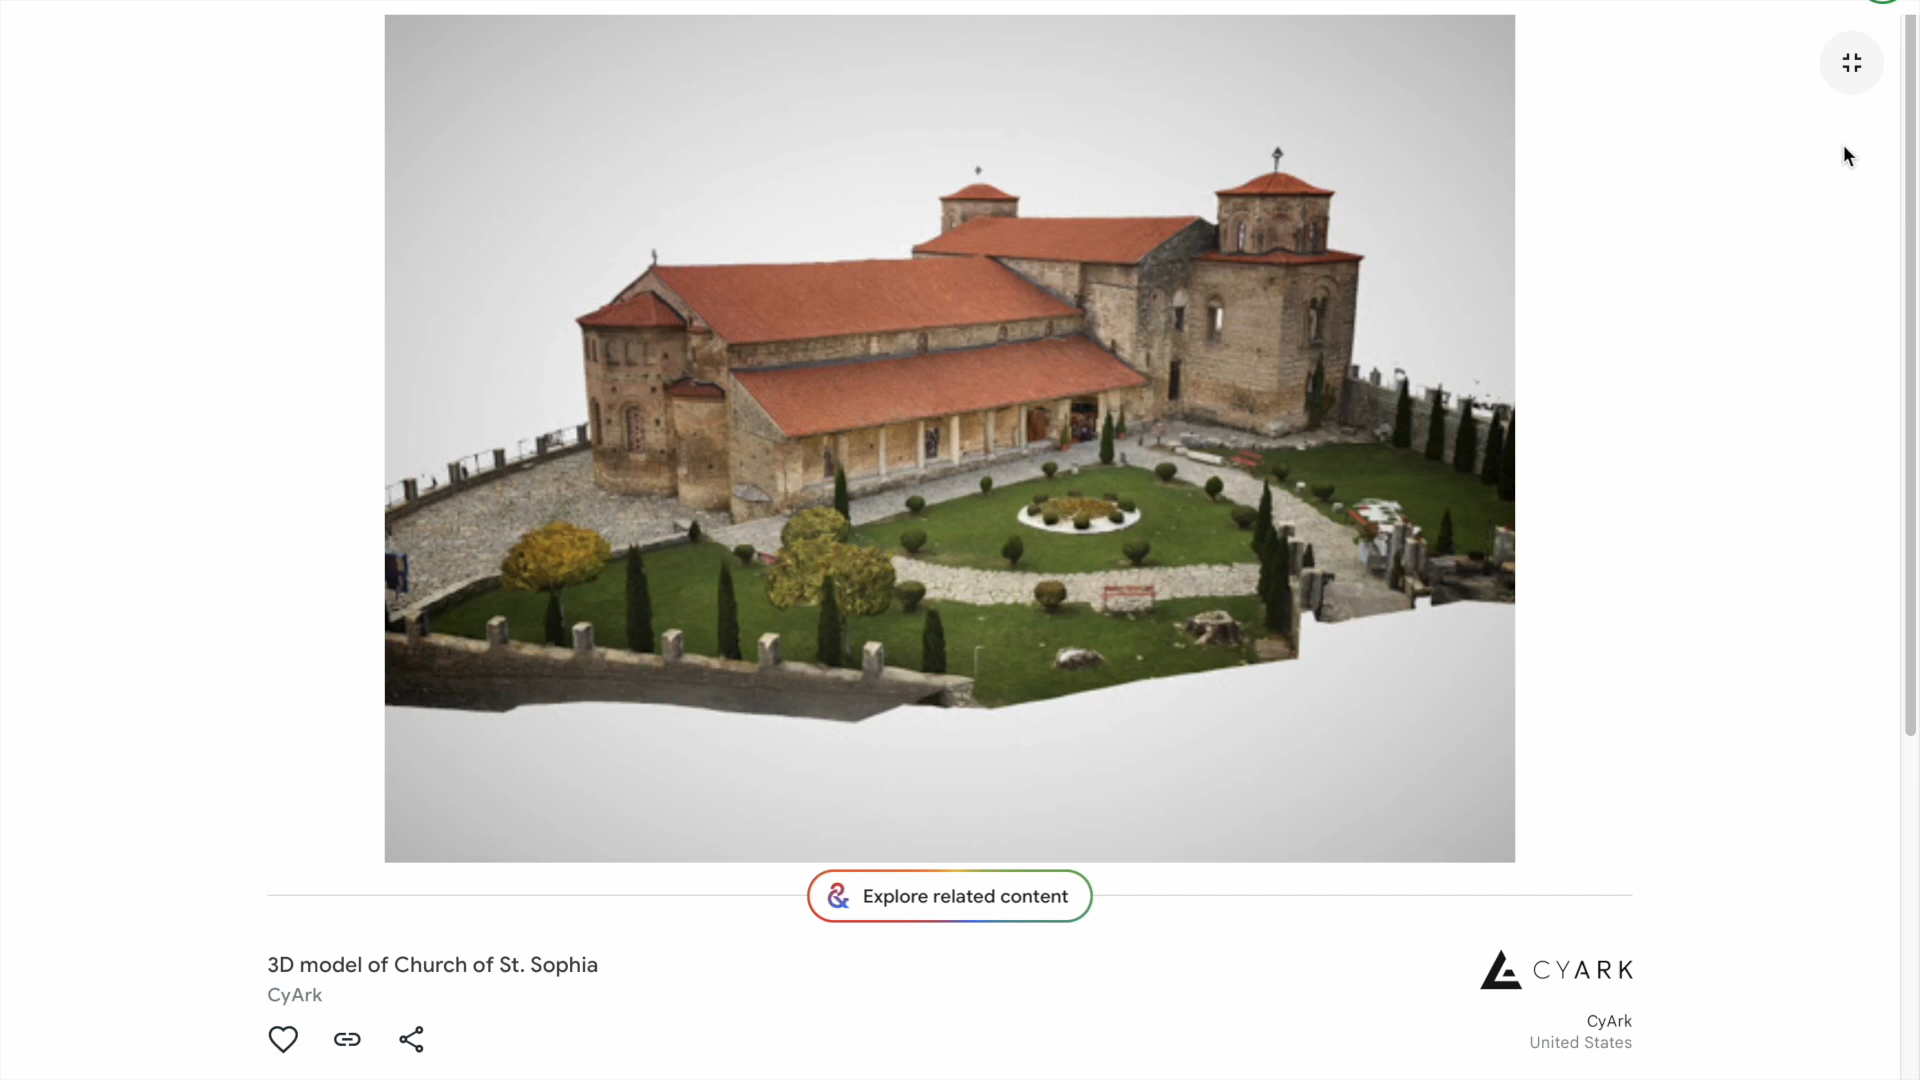 Explore related content
3D model of Church of St. Sophia
CyArk
CYARK
CyArk
United States